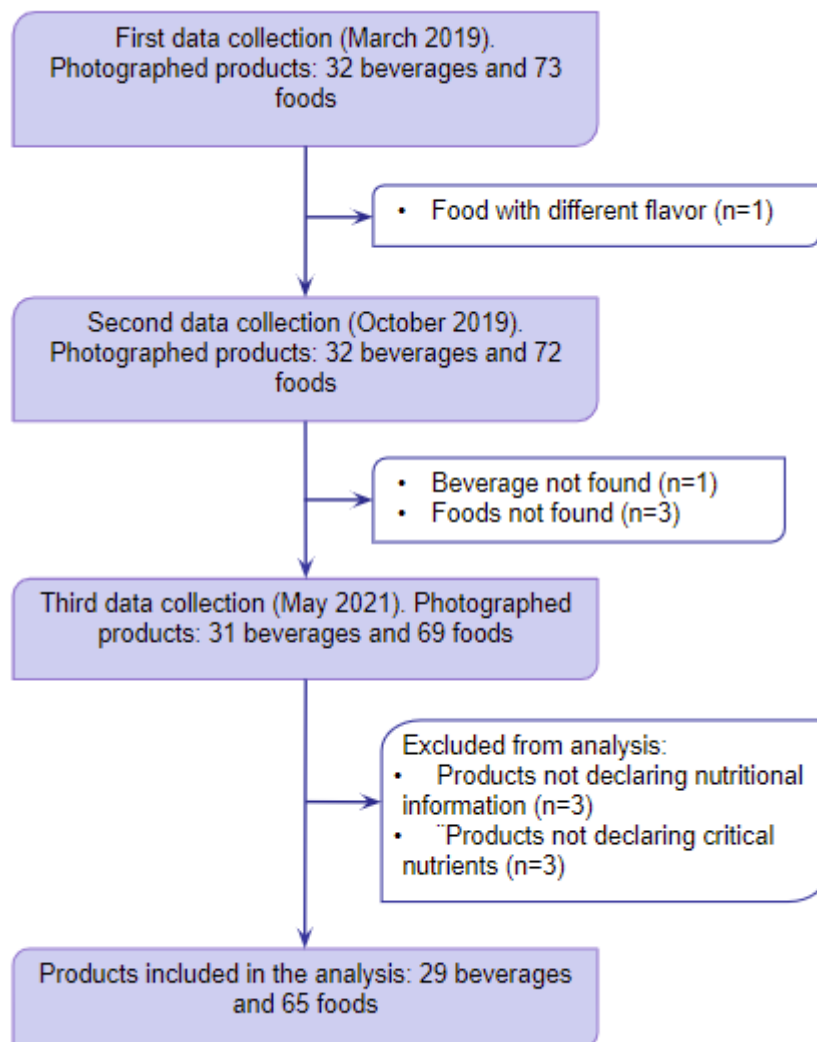 First data collection (March 2019).
Photographed products: 32 beverages and 73
foods
• Food with different flavor (n=1)
Second data collection (October 2019).
Photographed products: 32 beverages and 72
foods
• Beverage not found (n=1)
• Foods not found (n=3)
Third data collection (May 2021). Photographed
products: 31 beverages and 69 foods
Excluded from analysis:
• Products not declaring nutritional
information (n=3)
• ¨Products not declaring critical
nutrients (n=3)
Products included in the analysis: 29 beverages
and 65 foods